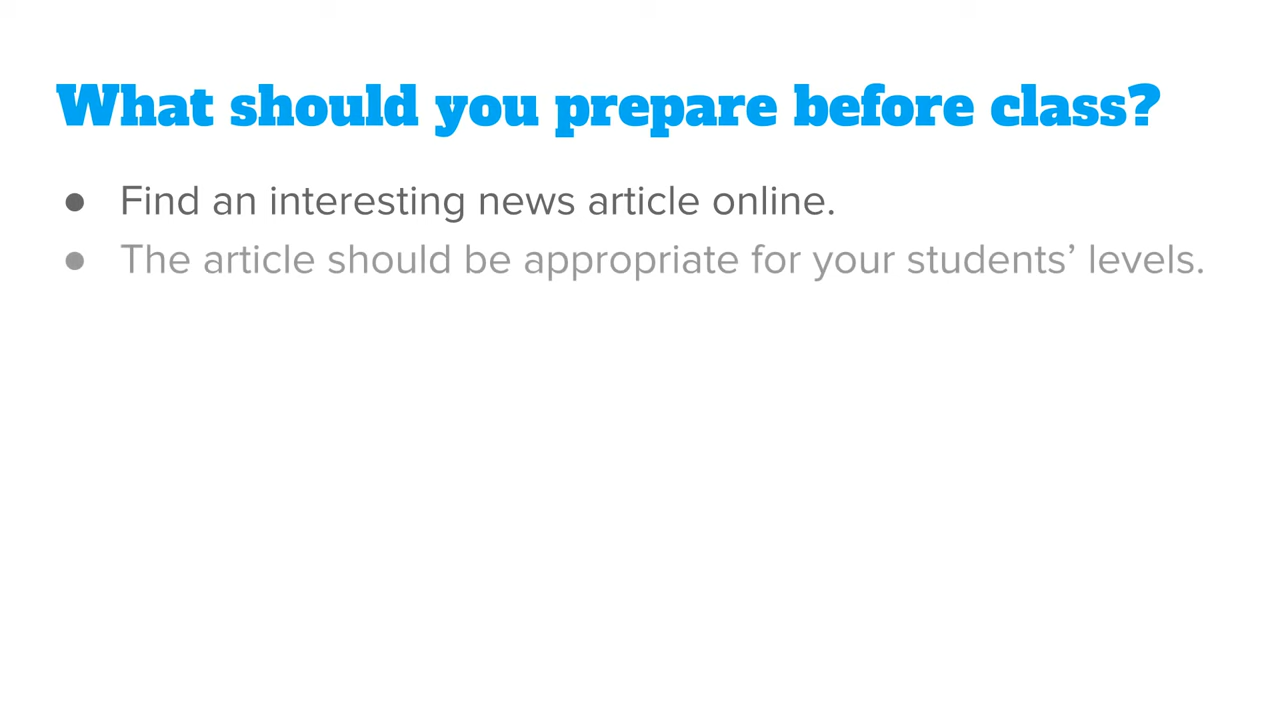 What should you prepare before class?
● Find an interesting news article online.
● The article should be appropriate for your students’ levels.